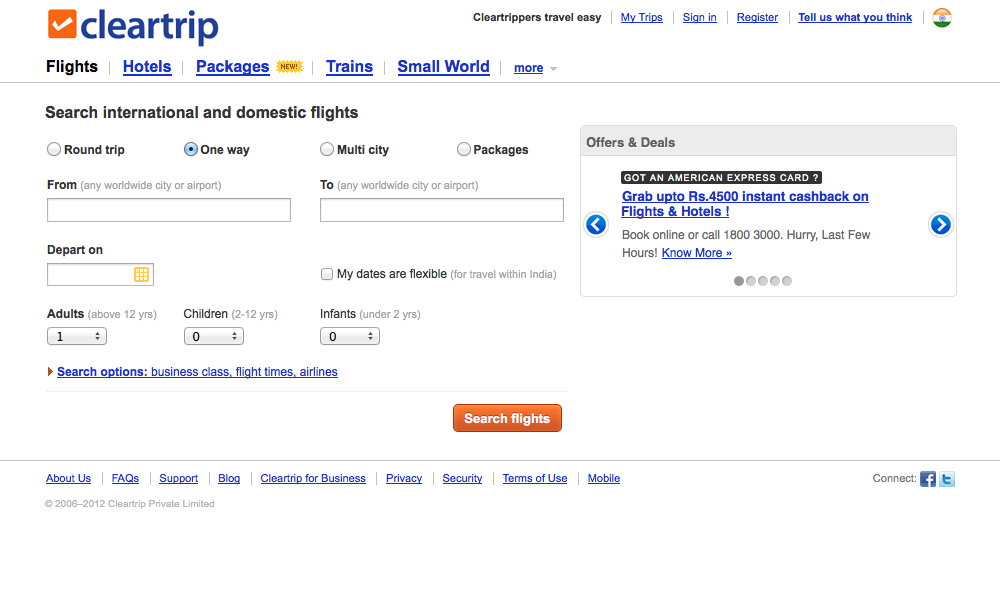 cleartrip
Cleartrippers travel easy My Trips Sign in Register Tell us what you think
Flights Hotels Packages NEW! Trains Small World more
Search international and domestic flights
Round trip One way Multi city Packages
From (any worldwide city or airport) To (any worldwide city or airport)
Depart on
My dates are flexible (for travel within India)
Adults (above 12 yrs) Children (2-12 yrs) Infants (under 2 yrs)
1 0 0
Search options: business class, flight times, airlines
Search flights
Offers & Deals
GOT AN AMERICAN EXPRESS CARD ?
Grab upto Rs.4500 instant cashback on
Flights & Hotels !
Book online or call 1800 3000. Hurry, Last Few
Hours! Know More »
About Us FAQs Support Blog Cleartrip for Business Privacy Security Terms of Use Mobile Connect: f t
© 2006–2012 Cleartrip Private Limited